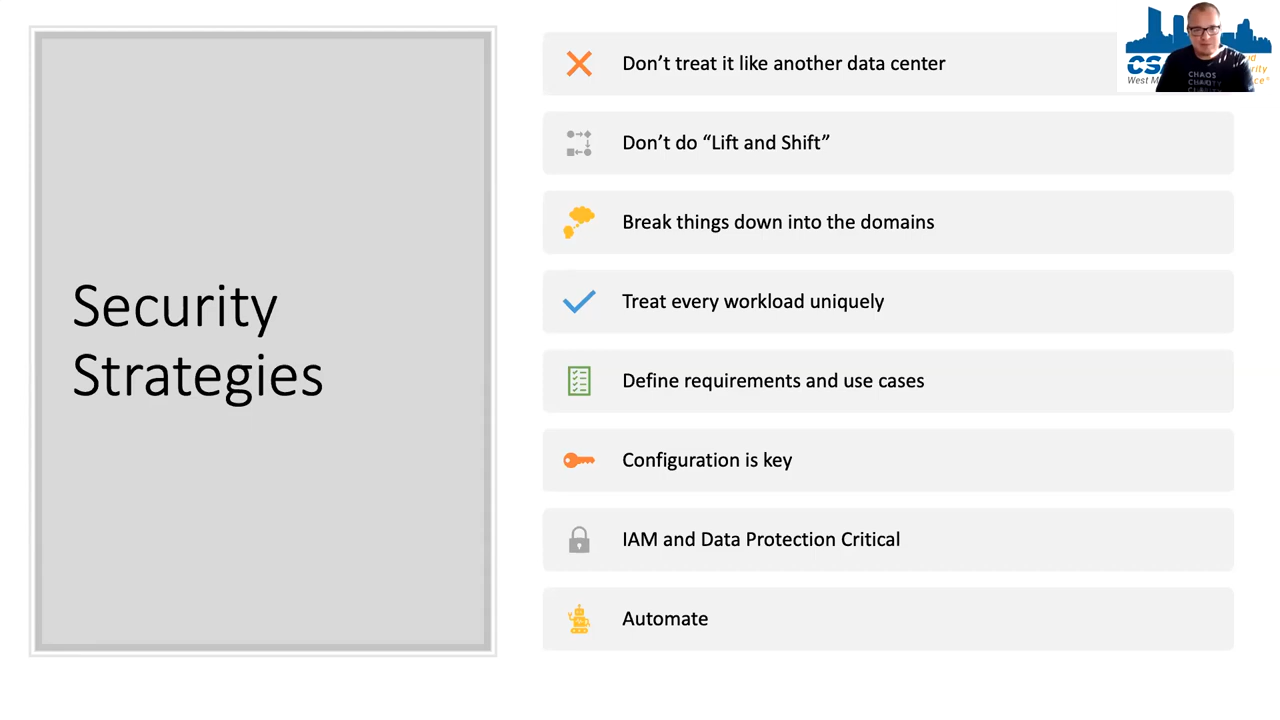 Security
Strategies
Don’t treat it like another data center
Don’t do “Lift and Shift”
Break things down into the domains
Treat every workload uniquely
Define requirements and use cases
Configuration is key
IAM and Data Protection Critical
Automate
West M
CHAOS